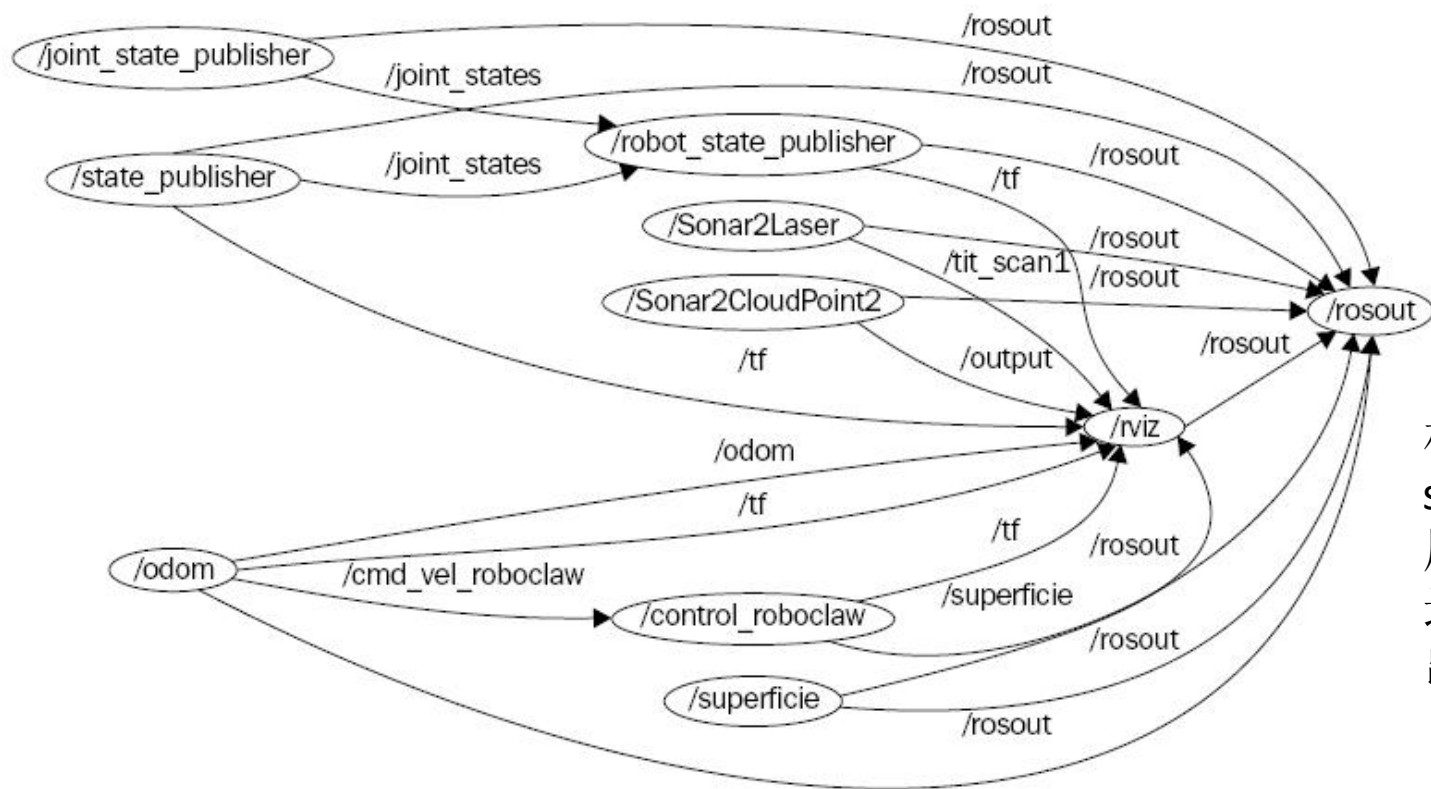 /joint_state_publisher
/rosout
/joint_states
/rosout
/robot_state_publisher
/state_publisher
/joint_states
/rosout
/tf
/Sonar2Laser
/rosout
/tit_scan1
/rosout
/Sonar2CloudPoint2
/rosout
/rosout
/output
/tf
/rviz
/odom
/tf
/tf
/rosout
/odom
/cmd_vel_roboclaw
/superficie
/control_roboclaw
/rosout
/superficie
/rosout